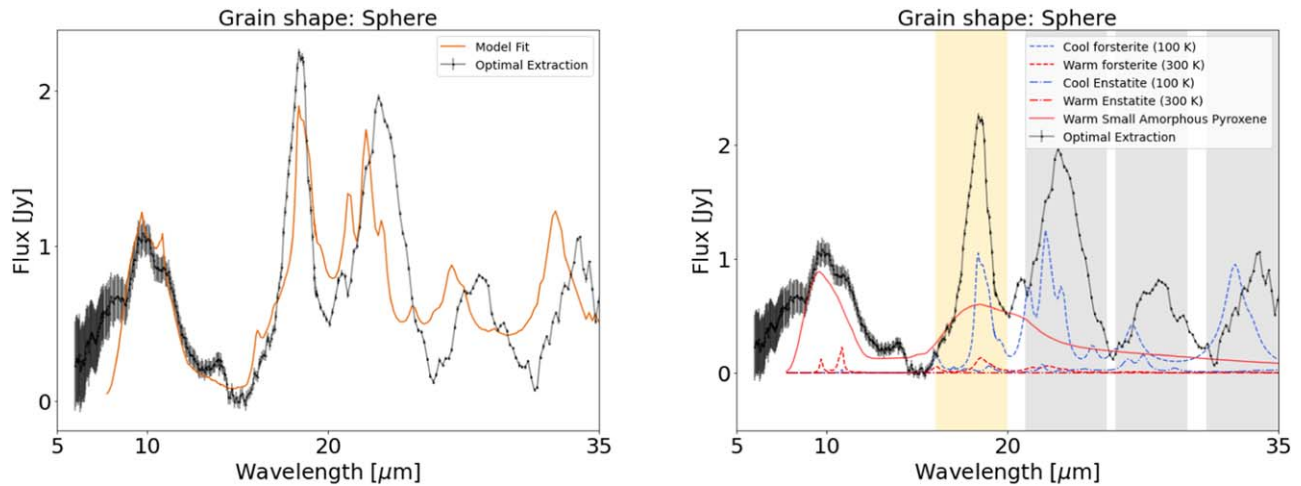 Grain shape: Sphere
Model Fit
Optimal Extraction
Flux [Jy]
2
1
0
5
10
20
35
Wavelength [μm]
Grain shape: Sphere
Cool forsterite (100 K)
Warm forsterite (300 K)
Cool Enstatite (100 K)
Warm Enstatite (300 K)
Warm Small Amorphous Pyroxene
Optimal Extraction
Flux [Jy]
2
1
0
5
10
20
35
Wavelength [μm]